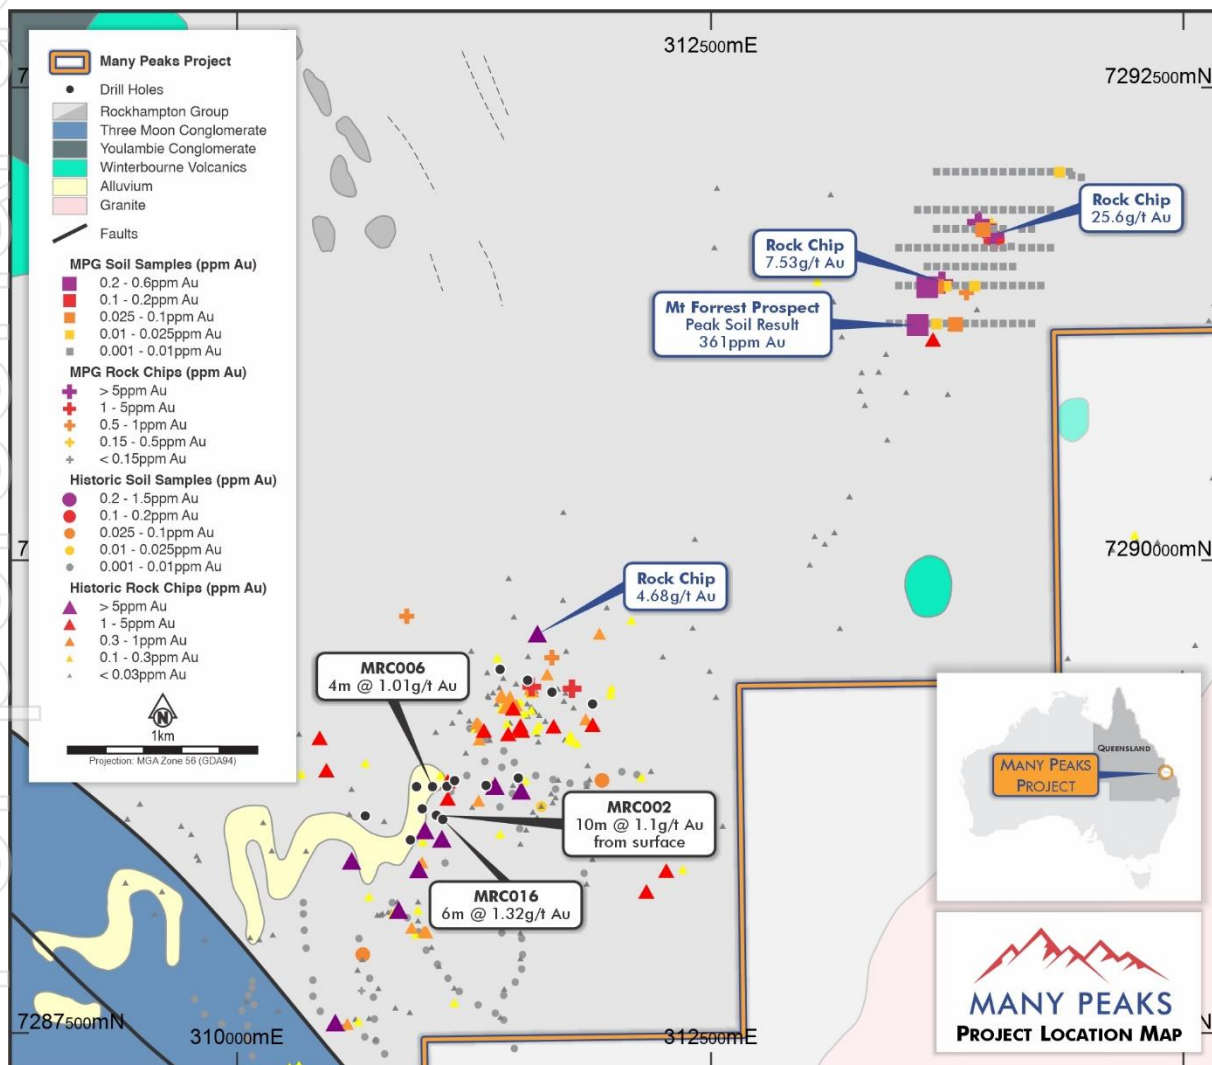 312500mE
7292500mN
Many Peaks Project
Drill Holes
Rockhampton Group
Three Moon Conglomerate
Youlambie Conglomerate
Winterbourne Volcanics
Alluvium
Granite
Faults
MPG Soil Samples (ppm Au)
0.2 - 0.6ppm Au
0.1 - 0.2ppm Au
0.025 - 0.1ppm Au
0.01 - 0.025ppm Au
0.001 - 0.01ppm Au
MPG Rock Chips (ppm Au)
> 5ppm Au
1 - 5ppm Au
0.5 - 1ppm Au
0.15 - 0.5ppm Au
< 0.15ppm Au
Historic Soil Samples (ppm Au)
0.2 - 1.5ppm Au
0.1 - 0.2ppm Au
0.025 - 0.1ppm Au
0.01 - 0.025ppm Au
0.001 - 0.01ppm Au
Historic Rock Chips (ppm Au)
> 5ppm Au
1 - 5ppm Au
0.3 - 1ppm Au
0.1 - 0.3ppm Au
< 0.03ppm Au
N
1km
Projection: MGA Zone 56 (GDA94)
Rock Chip
25.6g/t Au
Rock Chip
7.53g/t Au
Mt Forrest Prospect
Peak Soil Result
361ppm Au
7290000mN
Rock Chip
4.68g/t Au
MRC006
4m @ 1.01g/t Au
MRC002
10m @ 1.1g/t Au
from surface
MRC016
6m @ 1.32g/t Au
QUEENSLAND
MANY PEAKS
PROJECT
MANY PEAKS
PROJECT LOCATION MAP
7287500mN
310000mE
312500mE